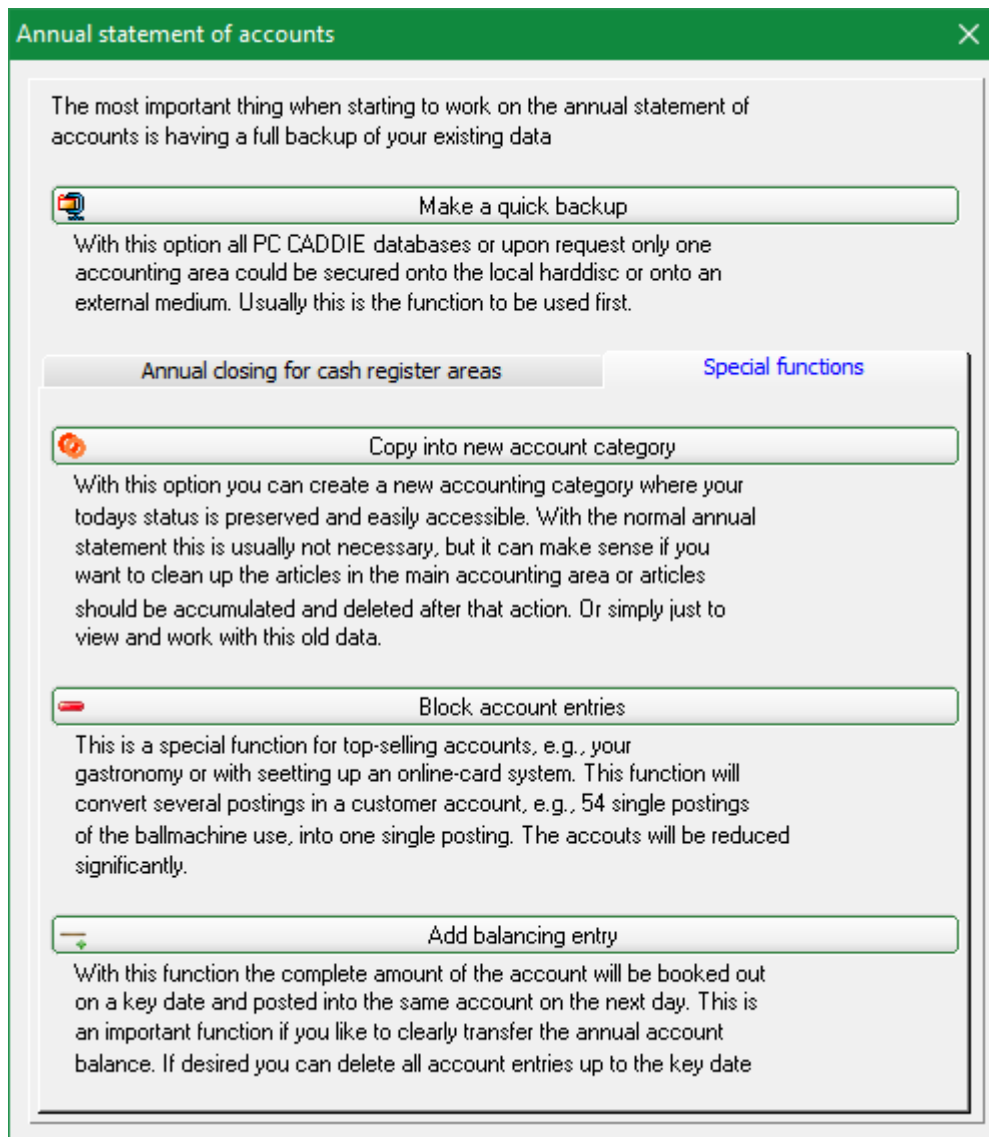 Annual statement of accounts
The most important thing when starting to work on the annual statement of
accounts is having a full backup of your existing data
Make a quick backup
With this option all PC CADDIE databases or upon request only one
accounting area could be secured onto the local harddisc or onto an
external medium. Usually this is the function to be used first.
Annual closing for cash register areas
Special functions
Copy into new account category
With this option you can create a new accounting category where your
todays status is preserved and easily accessible. With the normal annual
statement this is usually not necessary, but it can make sense if you
want to clean up the articles in the main accounting area or articles
should be accumulated and deleted after that action. Or simply just to
view and work with this old data.
Block account entries
This is a special function for top-selling accounts, e.g., your
gastronomy or with seetting up an online-card system. This function will
convert several postings in a customer account, e.g., 54 single postings
of the ballmachine use, into one single posting. The accouts will be reduced
significantly.
Add balancing entry
With this function the complete amount of the account will be booked out
on a key date and posted into the same account on the next day. This is
an important function if you like to clearly transfer the annual account
balance. If desired you can delete all account entries up to the key date